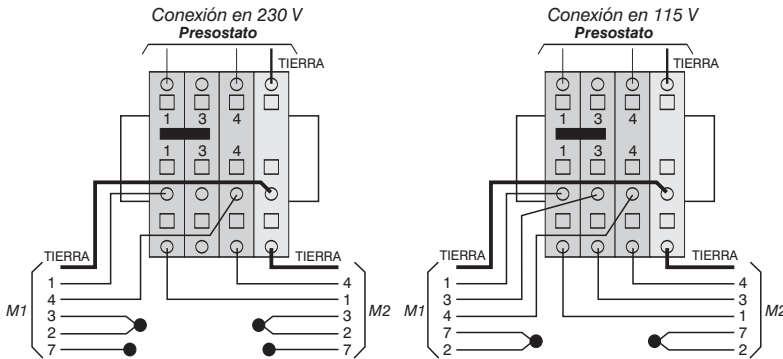 Conexión en 230 V
Presostato
TIERRA
1 3 4
1 3 4
TIERRA
TIERRA
1
4
3
2
7
M1
4
1
3
2
7
M2
Conexión en 115 V
Presostato
TIERRA
1 3 4
1 3 4
TIERRA
TIERRA
1
3
4
7
2
M1
4
3
1
7
2
M2